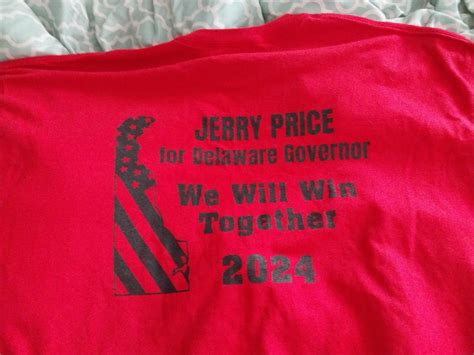 JERRY PRICE
for Delaware Governor
We Will Win
Together
2024